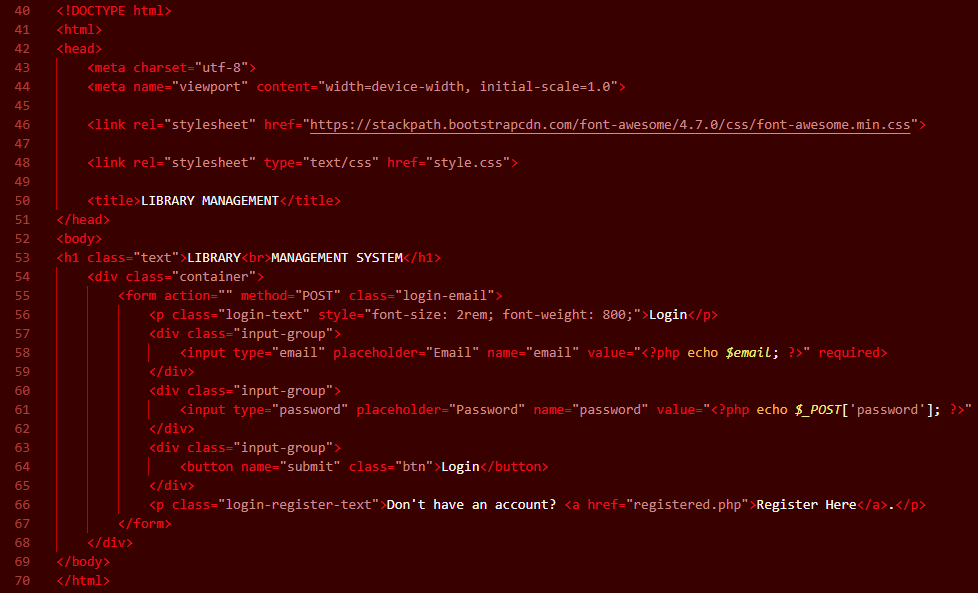 40 <!DOCTYPE html>
41 <html>
42 <head>
43     <meta charset="utf-8">
44     <meta name="viewport" content="width=device-width, initial-scale=1.0">
45
46     <link rel="stylesheet" href="https://stackpath.bootstrapcdn.com/font-awesome/4.7.0/css/font-awesome.min.css">
47
48     <link rel="stylesheet" type="text/css" href="style.css">
49
50     <title>LIBRARY MANAGEMENT</title>
51 </head>
52 <body>
53 <h1 class="text">LIBRARY<br>MANAGEMENT SYSTEM</h1>
54     <div class="container">
55         <form action="" method="POST" class="login-email">
56             <p class="login-text" style="font-size: 2rem; font-weight: 800;">Login</p>
57             <div class="input-group">
58                 <input type="email" placeholder="Email" name="email" value="<?php echo $email; ?>" required>
59             </div>
60             <div class="input-group">
61                 <input type="password" placeholder="Password" name="password" value="<?php echo $_POST['password']; ?>"
62             </div>
63             <div class="input-group">
64                 <button name="submit" class="btn">Login</button>
65             </div>
66             <p class="login-register-text">Don't have an account? <a href="registered.php">Register Here</a>.</p>
67         </form>
68     </div>
69 </body>
70 </html>